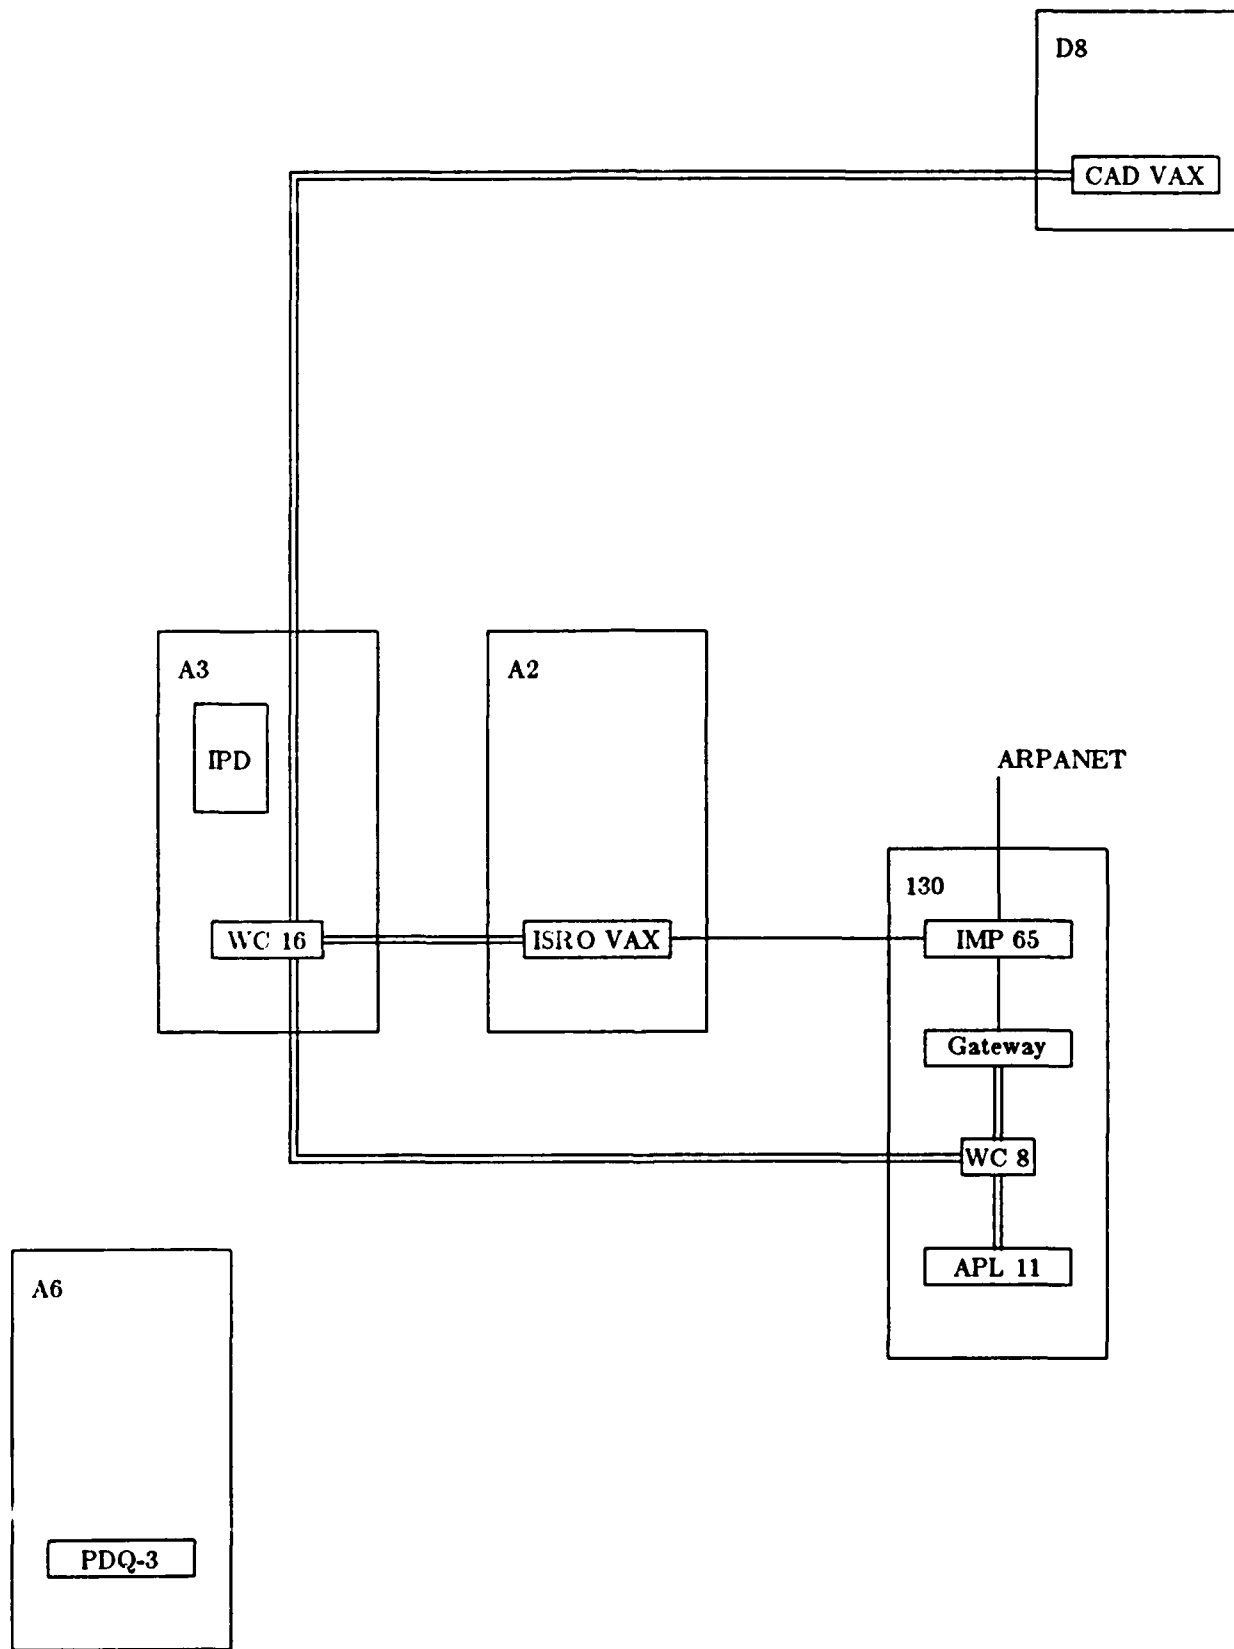 D8
CAD VAX
A3
A2
IPD
ARPANET
130
WC 16
ISRO VAX
IMP 65
Gateway
WC 8
APL 11
A6
PDQ-3